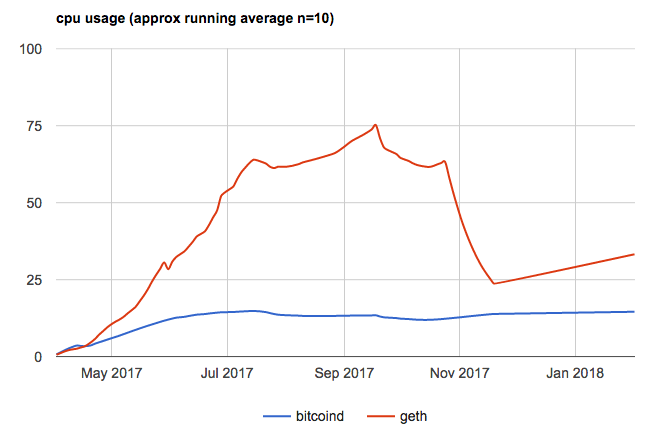 cpu usage (approx running average n=10)
100
75
50
25
0
May 2017 Jul 2017 Sep 2017 Nov 2017 Jan 2018
bitcoind geth